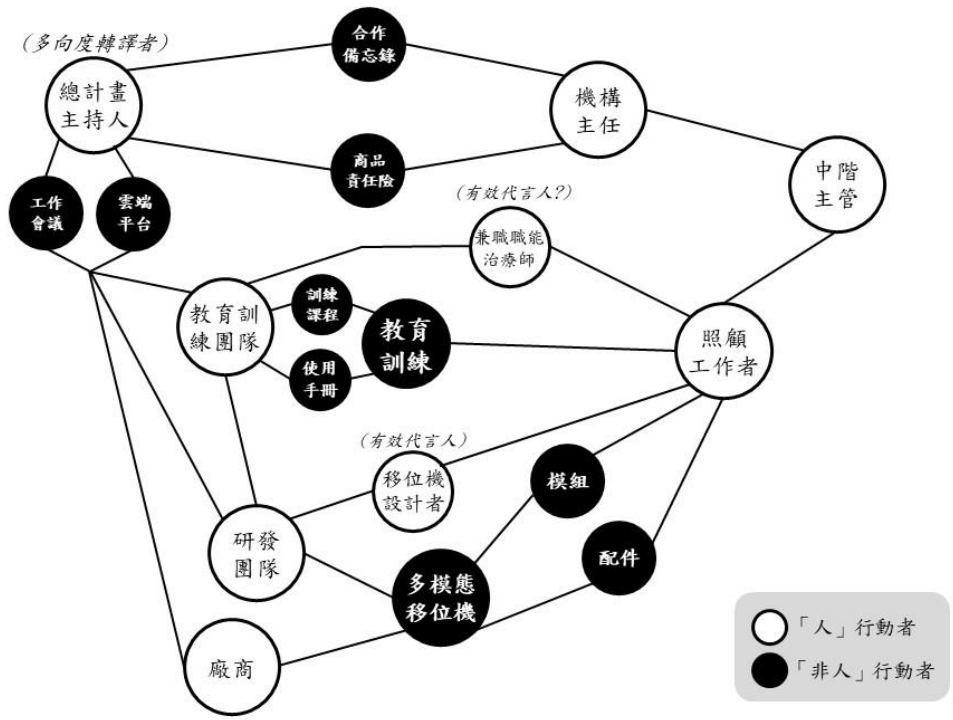 合作
備忘錄
(多向度轉譯者)
總計畫
主持人
機構
主任
商品
責任險
中階
主管
工作
會議
雲端
平台
(有效代言人?)
兼職職能
治療師
教育訓
練團隊
訓練
課程
教育
訓練
使用
手冊
照顧
工作者
(有效代言人)
移位機
設計者
模組
研發
團隊
多模態
移位機
配件
廠商
「人」行動者
「非人」行動者